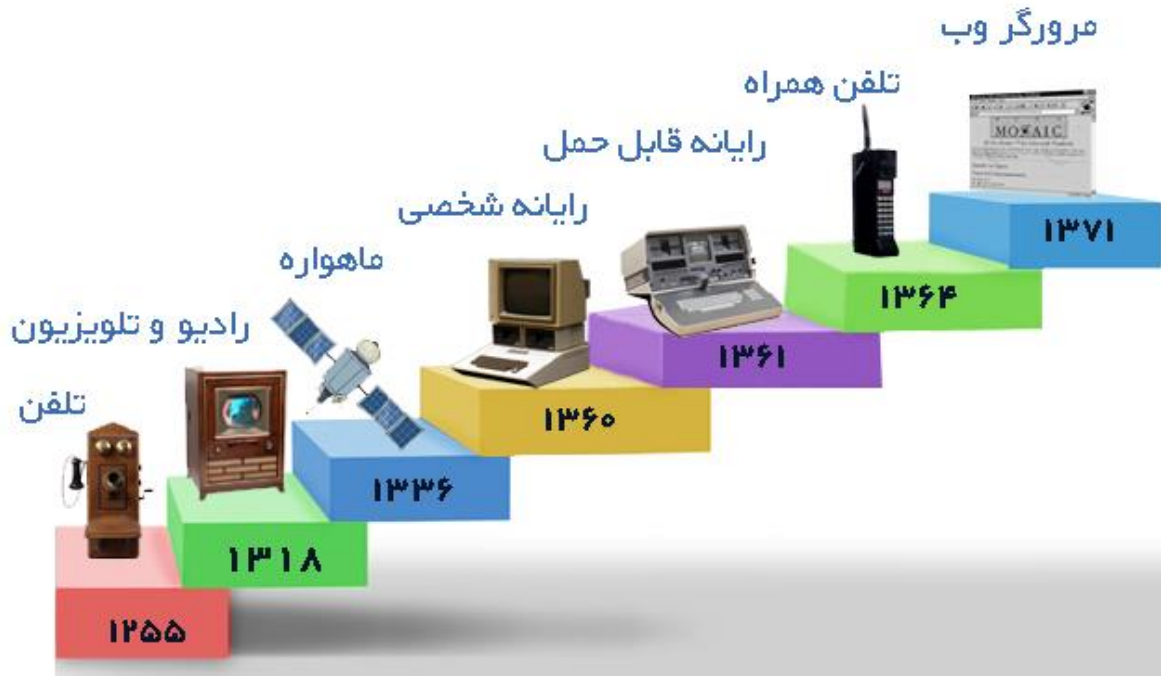 مرورگر وب
تلفن همراه
رایانه قابل حمل
رایانه شخصی
ماهواره
رادیو و تلویزیون
تلفن
MOSAIC
۱۳۷۱
۱۳۶۴
۱۳۶۱
۱۳۶۰
۱۳۳۶
۱۳۱۸
۱۲۵۵